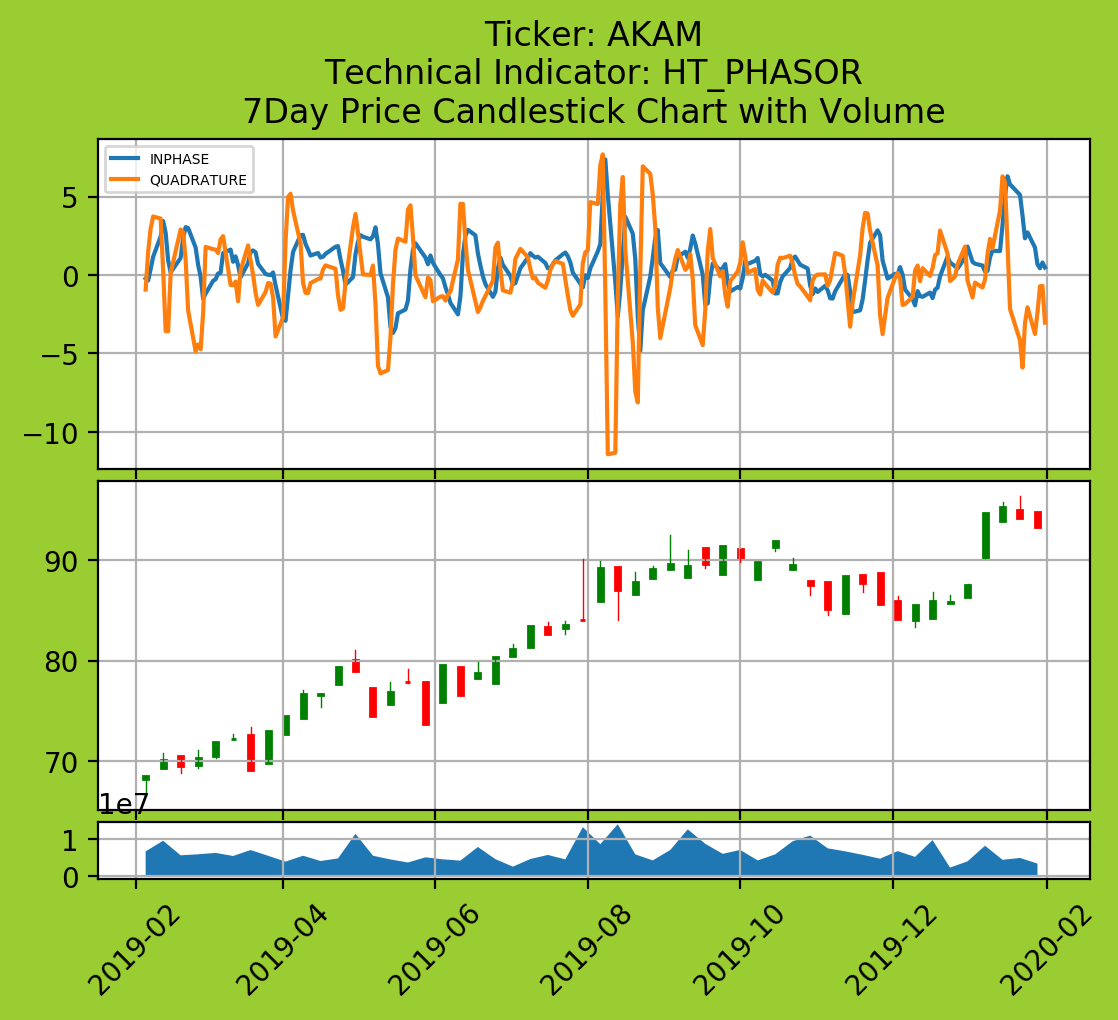 Ticker: AKAM
Technical Indicator: HT_PHASOR
7Day Price Candlestick Chart with Volume
INPHASE
QUADRATURE
5
0
−5
−10
90
80
70
1e7
1
0
2019-02
2019-04
2019-06
2019-08
2019-10
2019-12
2020-02